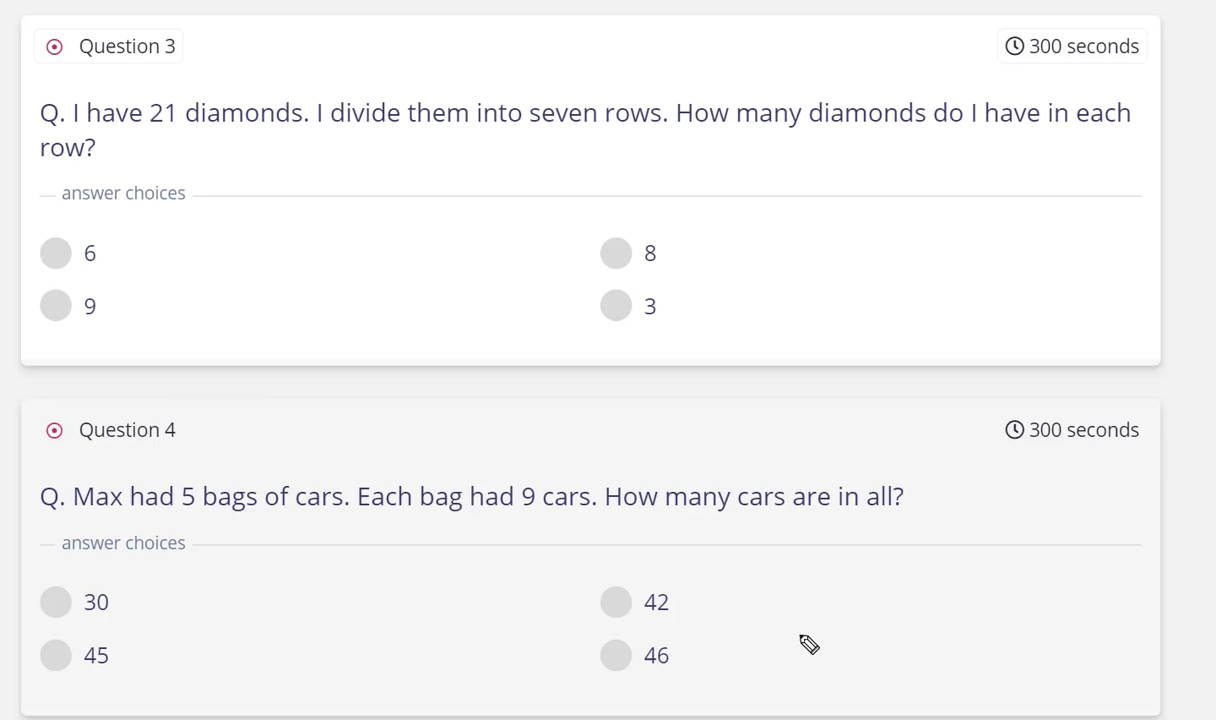 Question 3
300 seconds
Q. I have 21 diamonds. I divide them into seven rows. How many diamonds do I have in each
row?
answer choices
6
8
9
3
Question 4
300 seconds
Q. Max had 5 bags of cars. Each bag had 9 cars. How many cars are in all?
answer choices
30
42
45
46